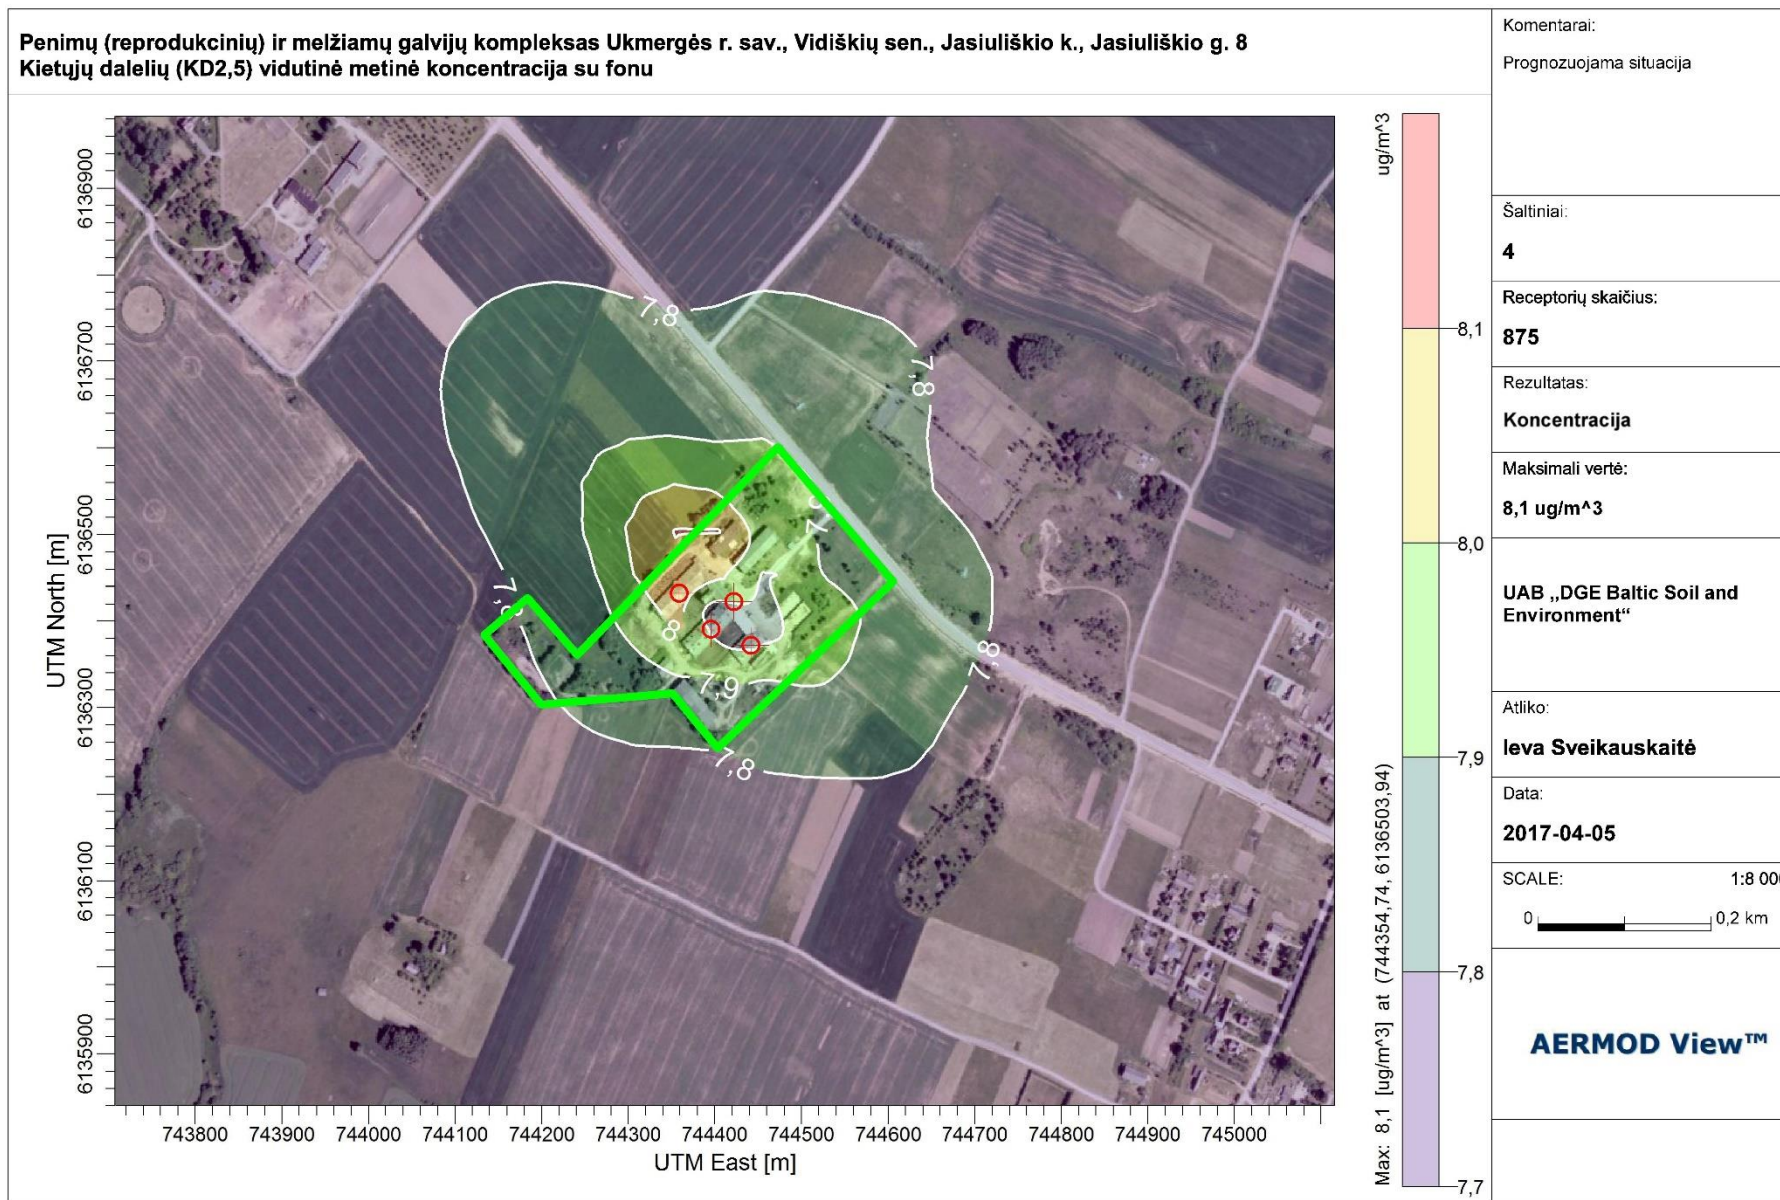 Penimų (reprodukcinių) ir melžiamų galvijų kompleksas Ukmergės r. sav., Vidiškių sen., Jasiuliškio k., Jasiuliškio g. 8
Kietųjų dalelių (KD2,5) vidutinė metinė koncentracija su fonu
Komentarai:
Prognozuojama situacija
Šaltiniai:
4
Receptorių skaičius:
875
Rezultatas:
Koncentracija
Maksimali vertė:
8,1 ug/m^3
UAB ,,DGE Baltic Soil and
Environment“
Atliko:
Ieva Sveikauskaitė
Data:
2017-04-05
SCALE:
1:8 000
0
0,2 km
AERMOD View™
UTM North [m]
6136900
6136700
6136500
6136300
6136100
6135900
7,8
7,8
7,8
7,8
7,8
7,9
8
743800 743900 744000 744100 744200 744300 744400 744500 744600 744700 744800 744900 745000
UTM East [m]
ug/m^3
8,1
8,0
7,9
7,8
7,7
Max: 8,1 [ug/m^3] at (744354,74, 6136503,94)